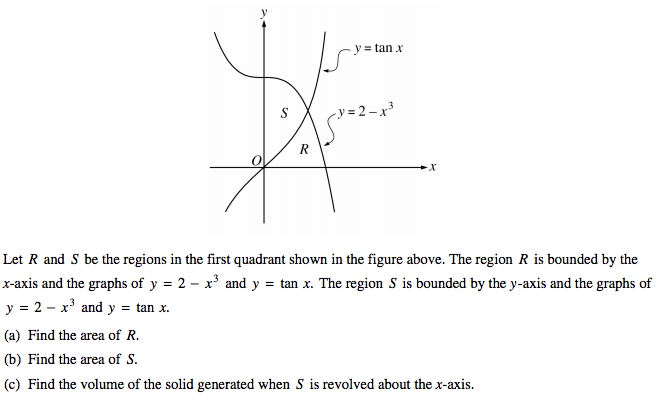 y
y = tan x
S
y = 2 – x³
R
O
x
Let R and S be the regions in the first quadrant shown in the figure above. The region R is bounded by the
x-axis and the graphs of y = 2 – x³ and y = tan x. The region S is bounded by the y-axis and the graphs of
y = 2 – x³ and y = tan x.
(a) Find the area of R.
(b) Find the area of S.
(c) Find the volume of the solid generated when S is revolved about the x-axis.